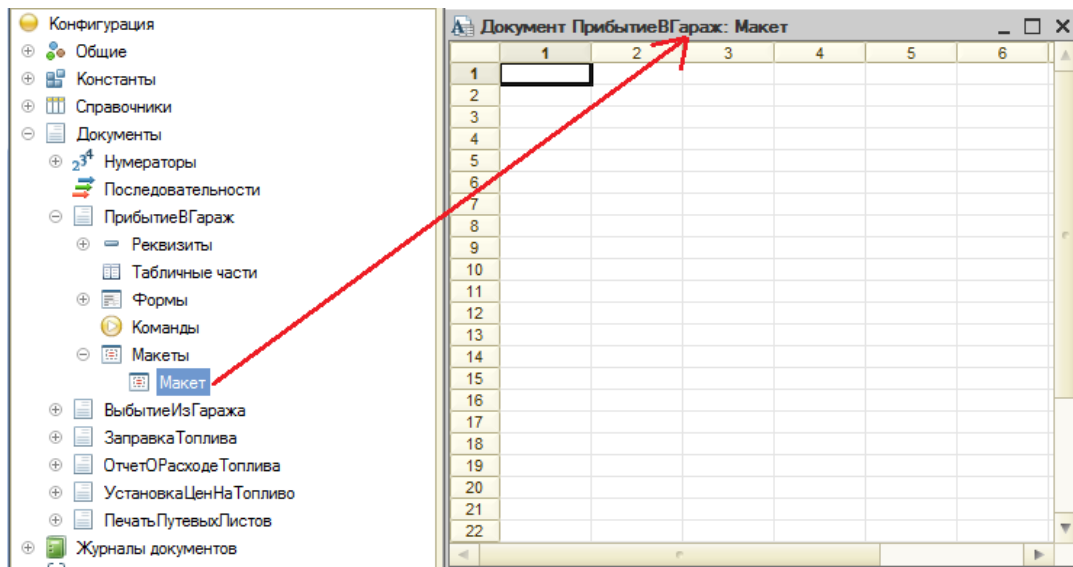 Конфигурация
Общие
Константы
Справочники
Документы
Нумераторы
Последовательности
ПрибытиеВГараж
Реквизиты
Табличные части
Формы
Команды
Макеты
Макет
ВыбытиеИзГаража
ЗаправкаТоплива
ОтчетОРасходеТоплива
УстановкаЦенНаТопливо
ПечатьПутевыхЛистов
Журналы документов
Документ ПрибытиеВГараж: Макет
1 2 3 4 5 6
1
2
3
4
5
6
7
8
9
10
11
12
13
14
15
16
17
18
19
20
21
22